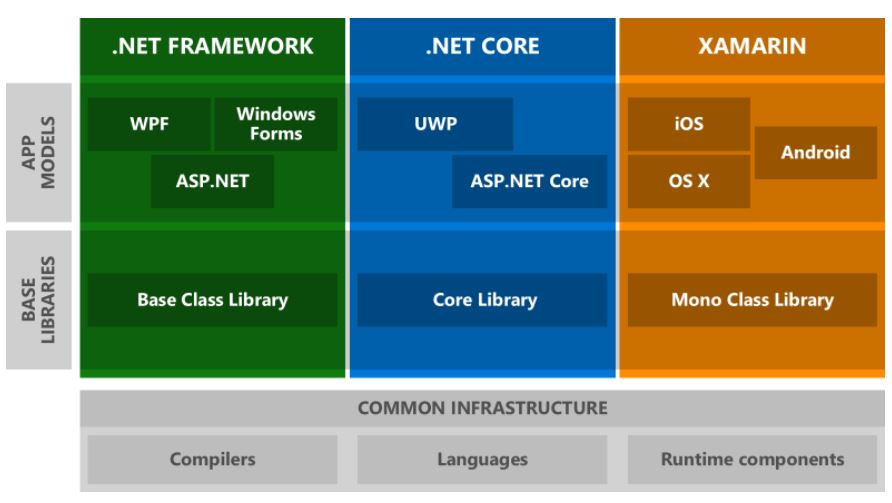 .NET FRAMEWORK
.NET CORE
XAMARIN
APP
MODELS
WPF
Windows
Forms
ASP.NET
UWP
ASP.NET Core
iOS
Android
OS X
BASE
LIBRARIES
Base Class Library
Core Library
Mono Class Library
COMMON INFRASTRUCTURE
Compilers
Languages
Runtime components